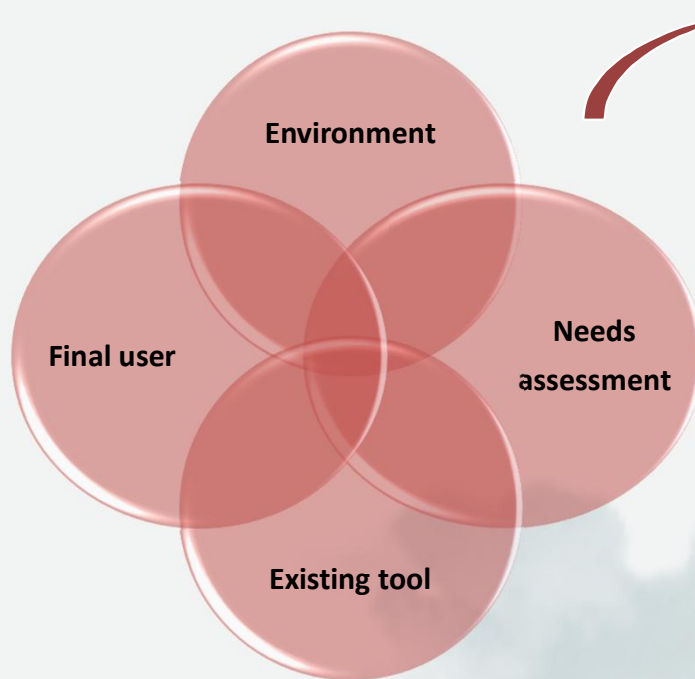 Environment
Final user
Needs
assessment
Existing tool